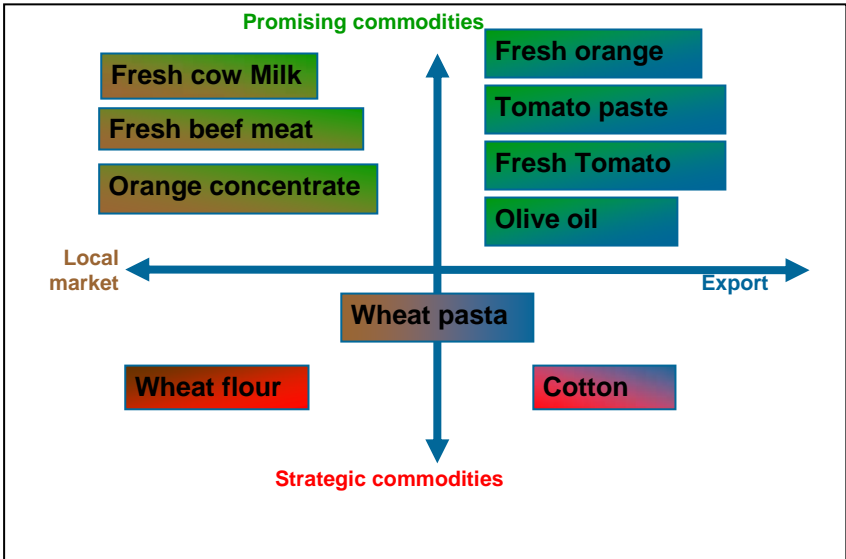 Promising commodities
Fresh cow Milk
Fresh beef meat
Orange concentrate
Fresh orange
Tomato paste
Fresh Tomato
Olive oil
Local
market
Export
Wheat pasta
Wheat flour
Cotton
Strategic commodities